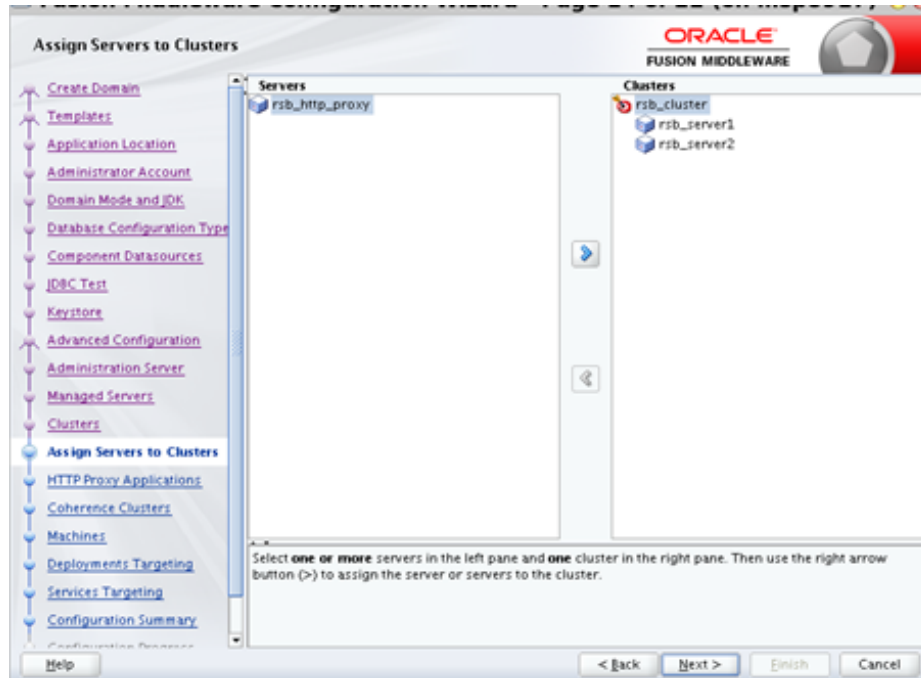 Assign Servers to Clusters
ORACLE
FUSION MIDDLEWARE
Create Domain
Templates
Application Location
Administrator Account
Domain Mode and JDK
Database Configuration Type
Component Datasources
JDBC Test
Keystore
Advanced Configuration
Administration Server
Managed Servers
Clusters
Assign Servers to Clusters
HTTP Proxy Applications
Coherence Clusters
Machines
Deployments Targeting
Services Targeting
Configuration Summary
Servers
rsb_http_proxy
Clusters
rsb_cluster
rsb_server1
rsb_server2
Select one or more servers in the left pane and one cluster in the right pane. Then use the right arrow
button (>) to assign the server or servers to the cluster.
Help
< Back
Next >
Finish
Cancel